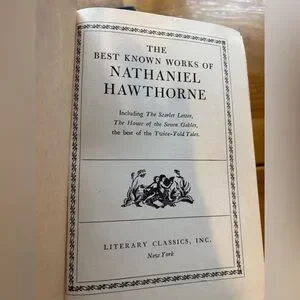 THE
BEST KNOWN WORKS OF
NATHANIEL
HAWTHORNE
Including The Scarlet Letter,
The House of the Seven Gables,
the best of the Twice-Told Tales.
LITERARY CLASSICS, INC.
New York